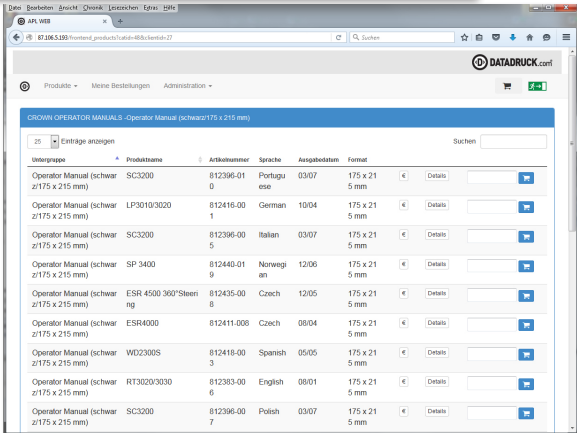 Datei Bearbeiten Ansicht Chronik Lesezeichen Extras Hilfe
APL WEB × +
87.106.5.193/frontend_products?catid=48&clientid=27 Suchen
DATADRUCK.com
Produkte Meine Bestellungen Administration
CROWN OPERATOR MANUALS -Operator Manual (schwarz/175 x 215 mm)
25 Einträge anzeigen Suchen
Untergruppe Produktname Artikelnummer Sprache Ausgabedatum Format
Operator Manual (schwar SC3200 812396-01 Portugu 03/07 175 x 21 € Details
z/175 x 215 mm) 0 ese 5 mm
Operator Manual (schwar LP3010/3020 812416-00 German 10/04 175 x 21 € Details
z/175 x 215 mm) 1 5 mm
Operator Manual (schwar SC3200 812396-00 Italian 03/07 175 x 21 € Details
z/175 x 215 mm) 5 5 mm
Operator Manual (schwar SP 3400 812440-01 Norwegi 12/06 175 x 21 € Details
z/175 x 215 mm) 9 an 5 mm
Operator Manual (schwar ESR 4500 360°Steeri 812435-00 Czech 12/05 175 x 21 € Details
z/175 x 215 mm) ng 8 5 mm
Operator Manual (schwar ESR4000 812411-008 Czech 08/04 175 x 21 € Details
z/175 x 215 mm) 5 mm
Operator Manual (schwar WD2300S 812418-00 Spanish 05/05 175 x 21 € Details
z/175 x 215 mm) 3 5 mm
Operator Manual (schwar RT3020/3030 812383-00 English 08/01 175 x 21 € Details
z/175 x 215 mm) 6 5 mm
Operator Manual (schwar SC3200 812396-00 Polish 03/07 175 x 21 € Details
z/175 x 215 mm) 7 5 mm